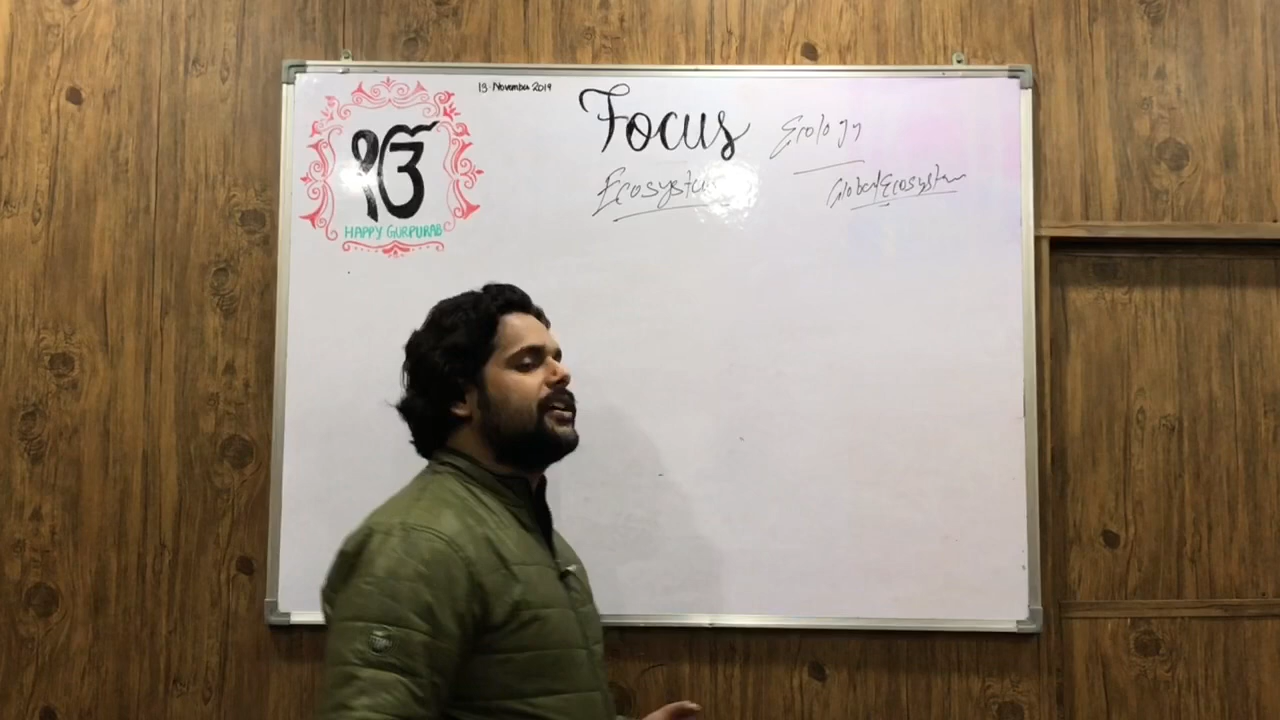 13 November 2019
Focus
Ecology
ੴ
Ecosystem
Global Ecosystem
HAPPY GURPURAB